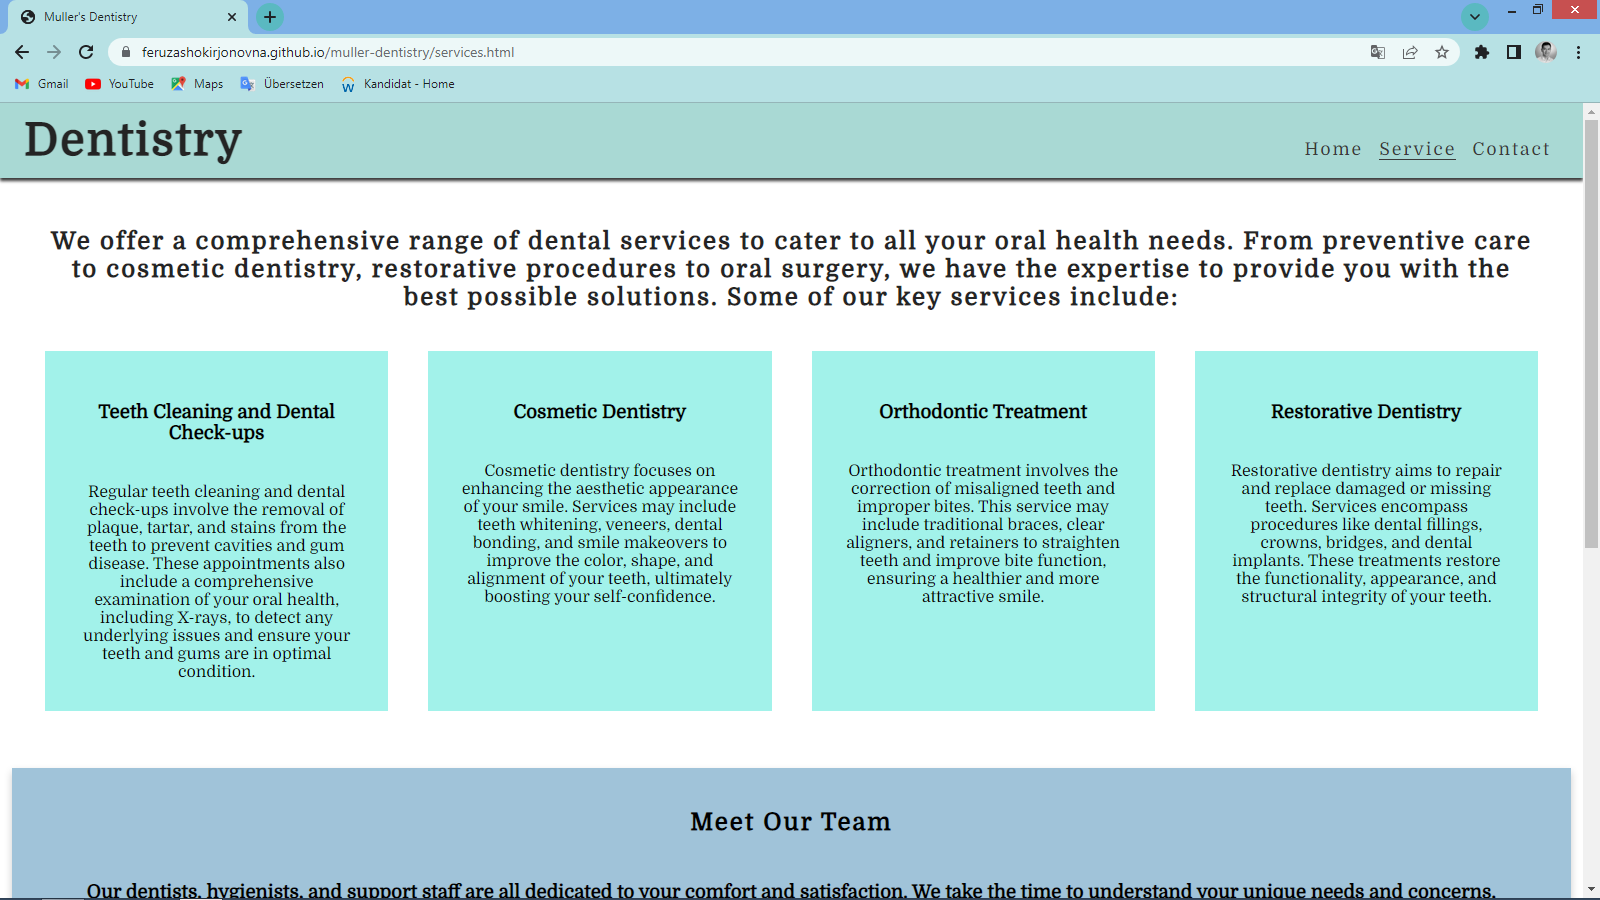 Muller's Dentistry
feruzashokirjonovna.github.io/muller-dentistry/services.html
Gmail YouTube Maps Übersetzen Kandidat - Home
Dentistry
Home Service Contact
We offer a comprehensive range of dental services to cater to all your oral health needs. From preventive care
to cosmetic dentistry, restorative procedures to oral surgery, we have the expertise to provide you with the
best possible solutions. Some of our key services include:
Teeth Cleaning and Dental
Check-ups
Regular teeth cleaning and dental
check-ups involve the removal of
plaque, tartar, and stains from the
teeth to prevent cavities and gum
disease. These appointments also
include a comprehensive
examination of your oral health,
including X-rays, to detect any
underlying issues and ensure your
teeth and gums are in optimal
condition.
Cosmetic Dentistry
Cosmetic dentistry focuses on
enhancing the aesthetic appearance
of your smile. Services may include
teeth whitening, veneers, dental
bonding, and smile makeovers to
improve the color, shape, and
alignment of your teeth, ultimately
boosting your self-confidence.
Orthodontic Treatment
Orthodontic treatment involves the
correction of misaligned teeth and
improper bites. This service may
include traditional braces, clear
aligners, and retainers to straighten
teeth and improve bite function,
ensuring a healthier and more
attractive smile.
Restorative Dentistry
Restorative dentistry aims to repair
and replace damaged or missing
teeth. Services encompass
procedures like dental fillings,
crowns, bridges, and dental
implants. These treatments restore
the functionality, appearance, and
structural integrity of your teeth.
Meet Our Team
Our dentists, hygienists, and support staff are all dedicated to your comfort and satisfaction. We take the time to understand your unique needs and concerns,